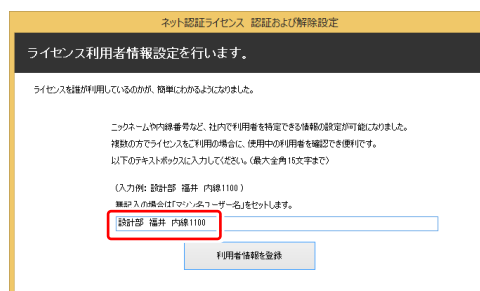 ネット認証ライセンス 認証および解除設定
ライセンス利用者情報設定を行います。
ライセンスを誰が利用しているのかが、簡単にわかるようになりました。
ニックネームや内線番号など、社内で利用者を特定できる情報の設定が可能になりました。
複数の方でライセンスをご利用の場合に、使用中の利用者を確認でき便利です。
以下のテキストボックスに入力してください。(最大全角15文字まで)
(入力例: 設計部 福井 内線1100 )
無記入の場合は「マシン名ユーザー名」をセットします。
設計部 福井 内線1100
利用者情報を登録